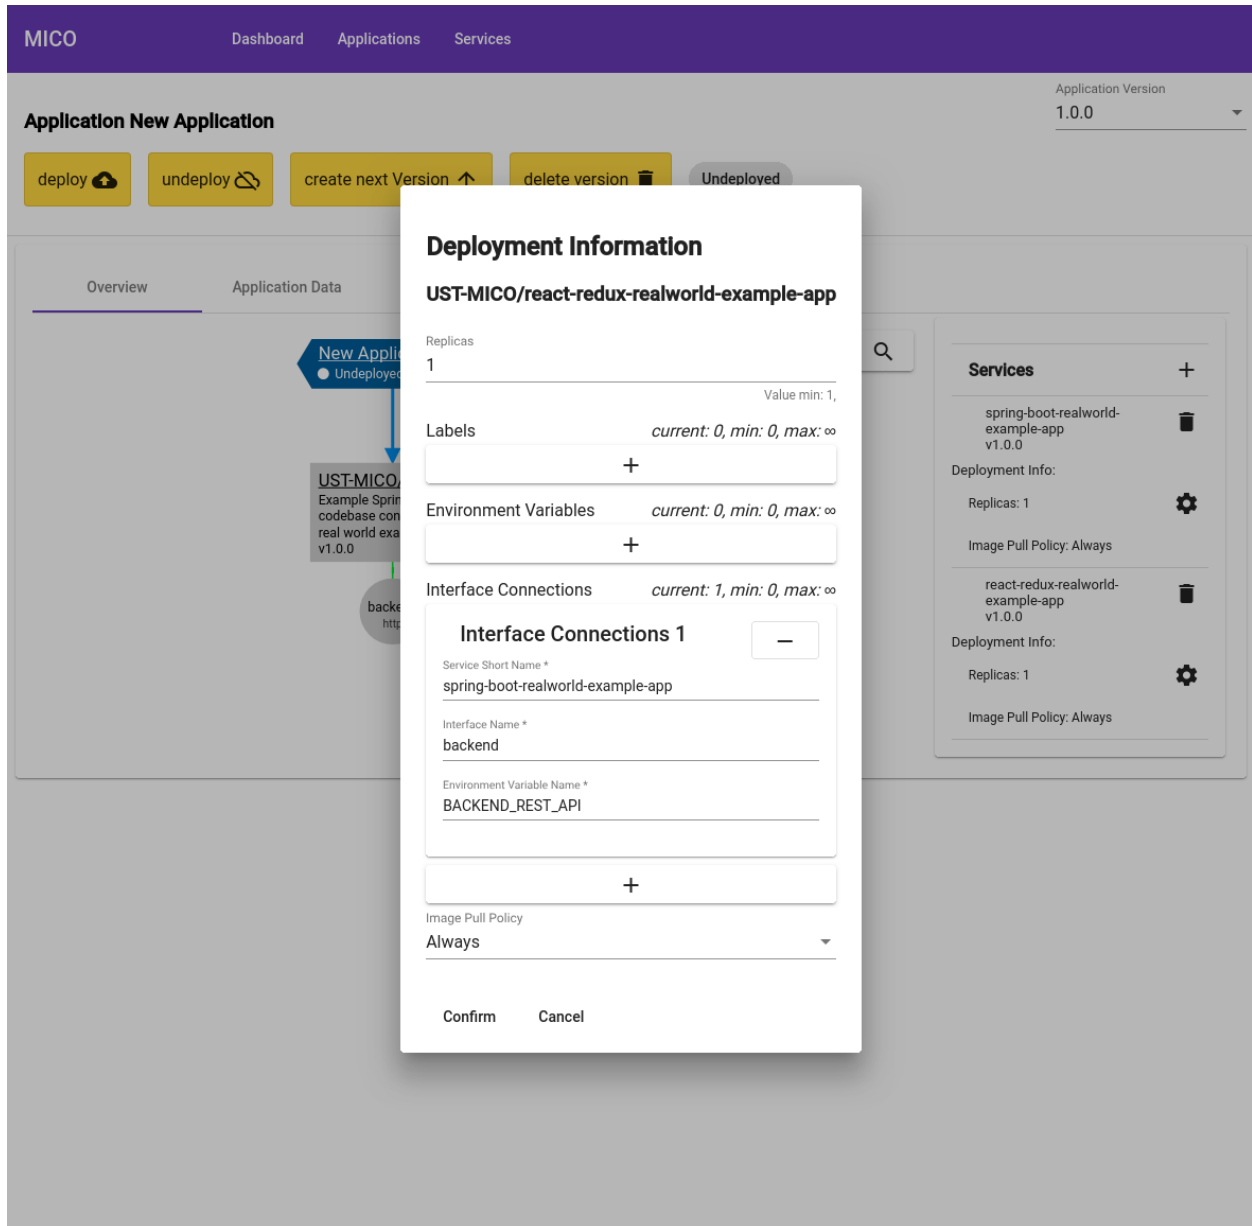 MICO
Dashboard Applications Services
Application Version
1.0.0
Application New Application
deploy undeploy create next Version delete version Undeployed
Overview Application Data
New Appli
Undeployed
UST-MICO/
Example Sprin
codebase con
real world exa
v1.0.0
backe
http
Deployment Information
UST-MICO/react-redux-realworld-example-app
Replicas
1
Value min: 1,
Labels current: 0, min: 0, max: ∞
+
Environment Variables current: 0, min: 0, max: ∞
+
Interface Connections current: 1, min: 0, max: ∞
Interface Connections 1
Service Short Name *
spring-boot-realworld-example-app
Interface Name *
backend
Environment Variable Name *
BACKEND_REST_API
+
Image Pull Policy
Always
Confirm Cancel
Services +
spring-boot-realworld-
example-app
v1.0.0
Deployment Info:
Replicas: 1
Image Pull Policy: Always
react-redux-realworld-
example-app
v1.0.0
Deployment Info:
Replicas: 1
Image Pull Policy: Always